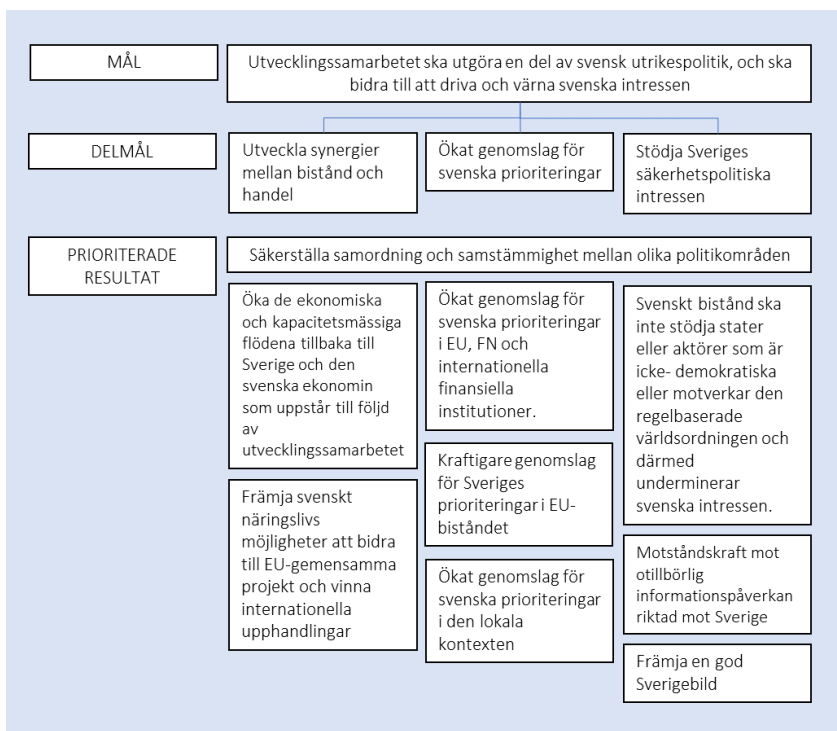 MÅL
Utvecklingssamarbetet ska utgöra en del av svensk utrikespolitik, och ska
bidra till att driva och värna svenska intressen
DELMÅL
Utveckla synergier
mellan bistånd och
handel
Ökat genomslag för
svenska prioriteringar
Stödja Sveriges
säkerhetspolitiska
intressen
PRIORITERADE
RESULTAT
Säkerställa samordning och samstämmighet mellan olika politikområden
Öka de ekonomiska
och kapacitetsmässiga
flödena tillbaka till
Sverige och den
svenska ekonomin
som uppstår till följd
av
utvecklingssamarbetet
Främja svenskt
näringslivs
möjligheter att bidra
till EU-gemensamma
projekt och vinna
internationella
upphandlingar
Ökat genomslag för
svenska prioriteringar
i EU, FN och
internationella
finansiella
institutioner.
Kraftigare genomslag
för Sveriges
prioriteringar i EU-
biståndet
Ökat genomslag för
svenska prioriteringar
i den lokala
kontexten
Svenskt bistånd ska
inte stödja stater
eller aktörer som är
icke- demokratiska
eller motverkar den
regelbaserade
världsordningen och
därmed
underminerar
svenska intressen.
Motståndskraft mot
otillbörlig
informationspåverkan
riktad mot Sverige
Främja en god
Sverigebild